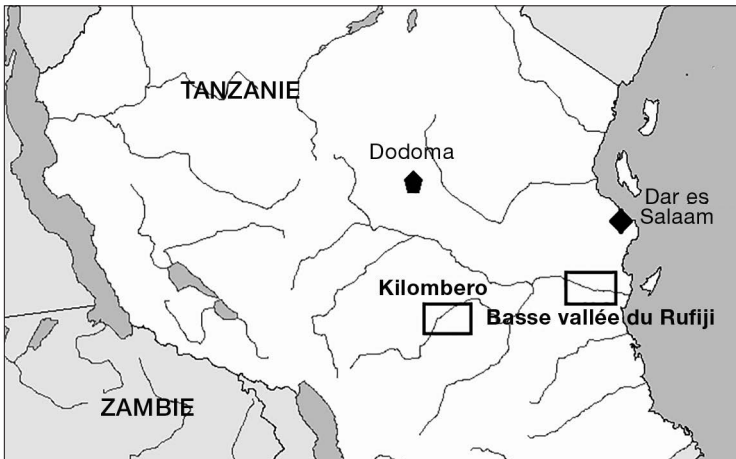 TANZANIE
Dodoma
Dar es
Salaam
Kilombero
Basse vallée du Rufiji
ZAMBIE